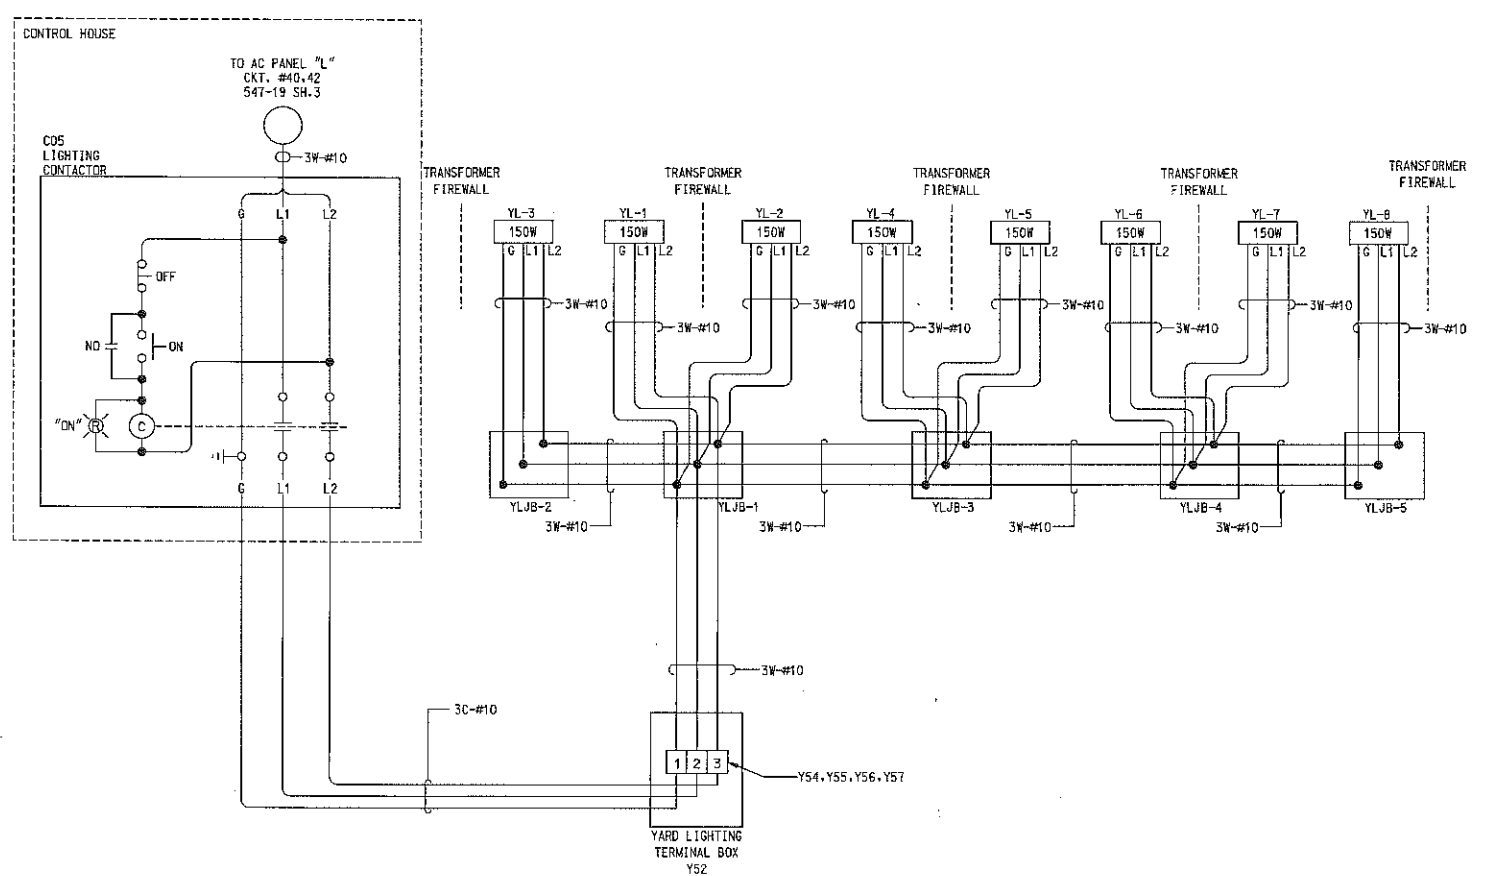 CONTROL HOUSE
TO AC PANEL "L"
CKT. #40,42
547-19 SH.3
3W-#10
C05
LIGHTING
CONTACTOR
G L1 L2
OFF
NO
ON
"ON"
R
C
G L1 L2
TRANSFORMER
FIREWALL
TRANSFORMER
FIREWALL
TRANSFORMER
FIREWALL
TRANSFORMER
FIREWALL
TRANSFORMER
FIREWALL
YL-3
150W
G L1 L2
3W-#10
YL-1
150W
G L1 L2
3W-#10
YL-2
150W
G L1 L2
3W-#10
YL-4
150W
G L1 L2
3W-#10
YL-5
150W
G L1 L2
3W-#10
YL-6
150W
G L1 L2
3W-#10
YL-7
150W
G L1 L2
3W-#10
YL-8
150W
G L1 L2
3W-#10
YLJB-2
YLJB-1
YLJB-3
YLJB-4
YLJB-5
3W-#10
3W-#10
3W-#10
3W-#10
3W-#10
3C-#10
1 2 3
Y54,Y55,Y56,Y57
YARD LIGHTING
TERMINAL BOX
Y52